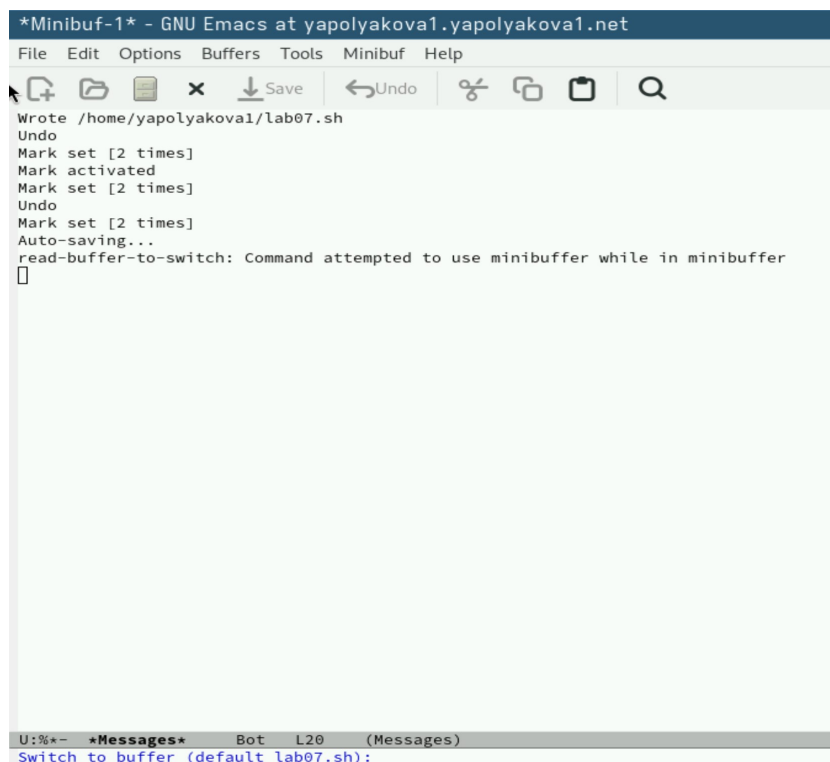 *Minibuf-1* - GNU Emacs at yapolyakova1.yapolyakova1.net
File Edit Options Buffers Tools Minibuf Help
Save Undo
Wrote /home/yapolyakova1/lab07.sh
Undo
Mark set [2 times]
Mark activated
Mark set [2 times]
Undo
Mark set [2 times]
Auto-saving...
read-buffer-to-switch: Command attempted to use minibuffer while in minibuffer
U:%*- *Messages* Bot L20 (Messages)
Switch to buffer (default lab07.sh):